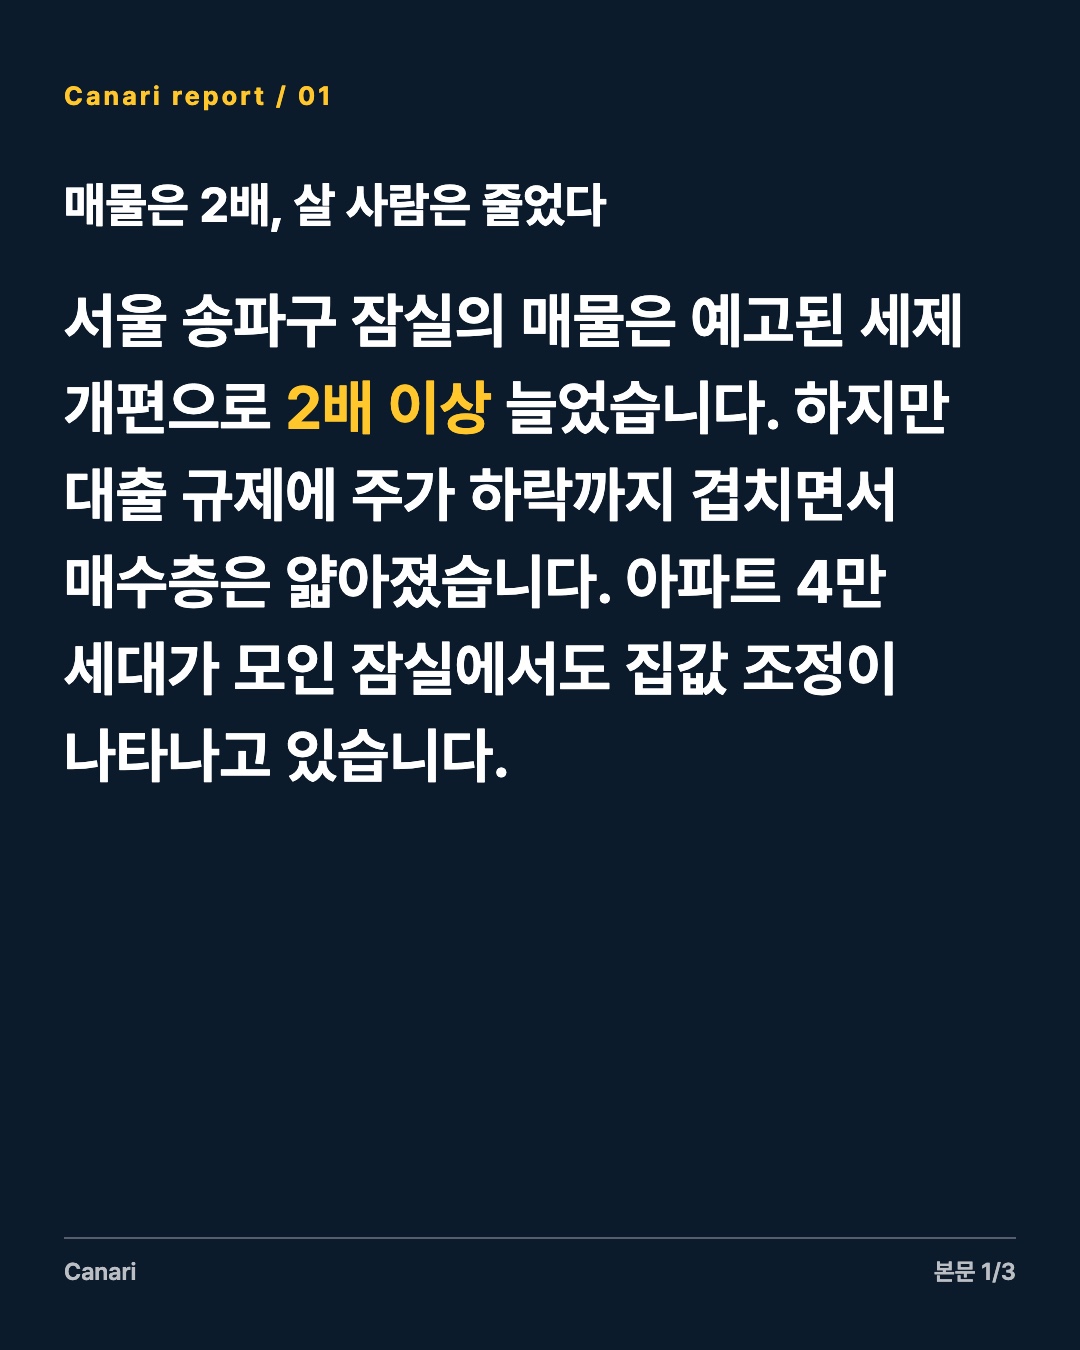 Canari report / 01
매물은 2배, 살 사람은 줄었다
서울 송파구 잠실의 매물은 예고된 세제
개편으로 2배 이상 늘었습니다. 하지만
대출 규제에 주가 하락까지 겹치면서
매수층은 얇아졌습니다. 아파트 4만
세대가 모인 잠실에서도 집값 조정이
나타나고 있습니다.
Canari
본문 1/3